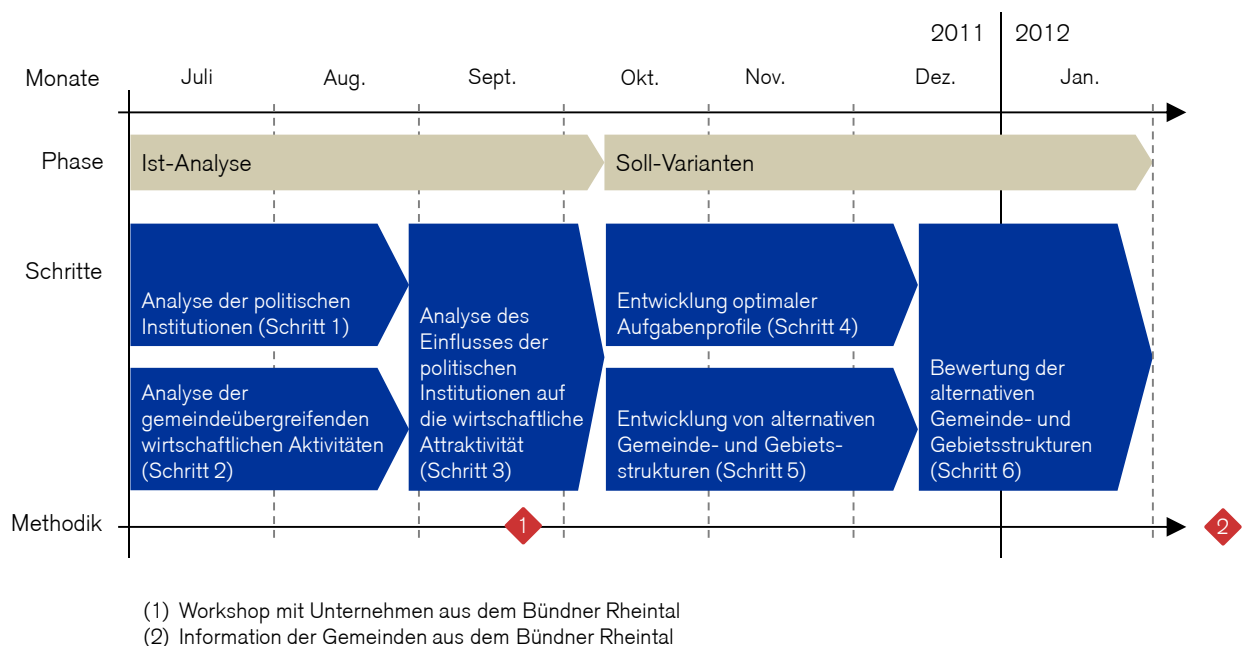 2011 2012
Monate Juli Aug. Sept. Okt. Nov. Dez. Jan.
Phase Ist-Analyse Soll-Varianten
Schritte
Analyse der politischen
Institutionen (Schritt 1)
Analyse der
gemeindeübergreifenden
wirtschaftlichen Aktivitäten
(Schritt 2)
Analyse des
Einflusses der
politischen
Institutionen auf
die wirtschaftliche
Attraktivität
(Schritt 3)
Entwicklung optimaler
Aufgabenprofile (Schritt 4)
Entwicklung von alternativen
Gemeinde- und Gebiets-
strukturen (Schritt 5)
Bewertung der
alternativen
Gemeinde- und
Gebietsstrukturen
(Schritt 6)
Methodik 1 2
(1) Workshop mit Unternehmen aus dem Bündner Rheintal
(2) Information der Gemeinden aus dem Bündner Rheintal